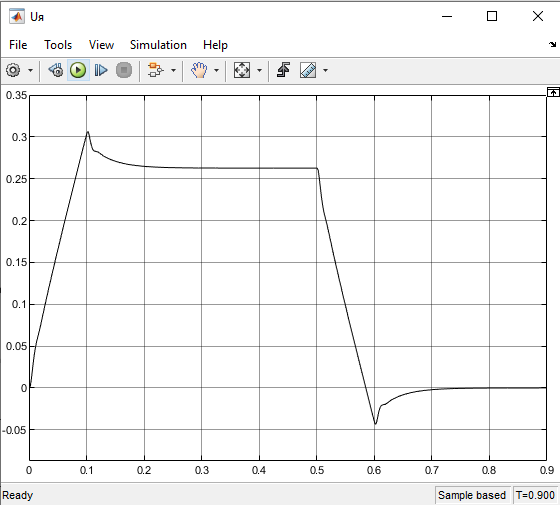 Uя
File Tools View Simulation Help
0.35
0.3
0.25
0.2
0.15
0.1
0.05
0
-0.05
0 0.1 0.2 0.3 0.4 0.5 0.6 0.7 0.8 0.9
Ready Sample based T=0.900